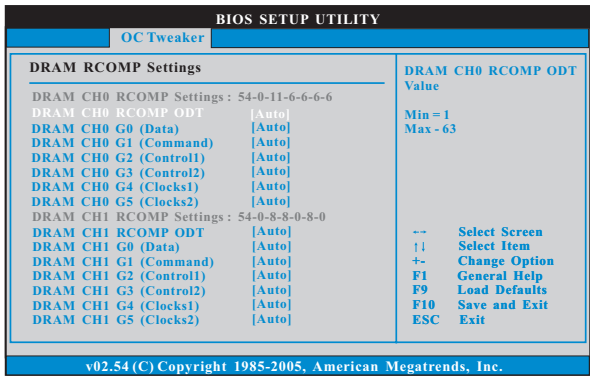 BIOS SETUP UTILITY
OC Tweaker
DRAM RCOMP Settings
DRAM CH0 RCOMP Settings : 54-0-11-6-6-6-6
DRAM CH0 RCOMP ODT [Auto]
DRAM CH0 G0 (Data) [Auto]
DRAM CH0 G1 (Command) [Auto]
DRAM CH0 G2 (Control1) [Auto]
DRAM CH0 G3 (Control2) [Auto]
DRAM CH0 G4 (Clocks1) [Auto]
DRAM CH0 G5 (Clocks2) [Auto]
DRAM CH1 RCOMP Settings : 54-0-8-8-0-8-0
DRAM CH1 RCOMP ODT [Auto]
DRAM CH1 G0 (Data) [Auto]
DRAM CH1 G1 (Command) [Auto]
DRAM CH1 G2 (Control1) [Auto]
DRAM CH1 G3 (Control2) [Auto]
DRAM CH1 G4 (Clocks1) [Auto]
DRAM CH1 G5 (Clocks2) [Auto]
DRAM CH0 RCOMP ODT
Value
Min = 1
Max - 63
↔ Select Screen
↑↓ Select Item
+- Change Option
F1 General Help
F9 Load Defaults
F10 Save and Exit
ESC Exit
v02.54 (C) Copyright 1985-2005, American Megatrends, Inc.